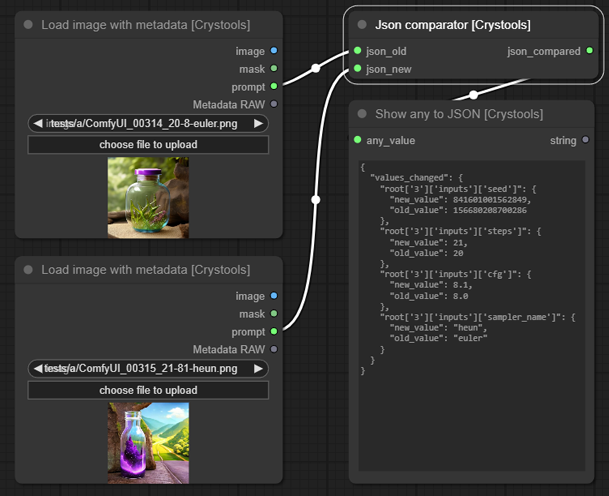 Load image with metadata [Crystools]
image
mask
prompt
Metadata RAW
tests/a/ComfyUI_00314_20-8-euler.png
choose file to upload
Load image with metadata [Crystools]
image
mask
prompt
Metadata RAW
tests/a/ComfyUI_00315_21-81-heun.png
choose file to upload
Json comparator [Crystools]
json_old json_compared
json_new
Show any to JSON [Crystools]
any_value string
{
"values_changed": {
"root['3']['inputs']['seed']": {
"new_value": 841601001562849,
"old_value": 156680208700286
},
"root['3']['inputs']['steps']": {
"new_value": 21,
"old_value": 20
},
"root['3']['inputs']['cfg']": {
"new_value": 8.1,
"old_value": 8.0
},
"root['3']['inputs']['sampler_name']": {
"new_value": "heun",
"old_value": "euler"
}
}
}